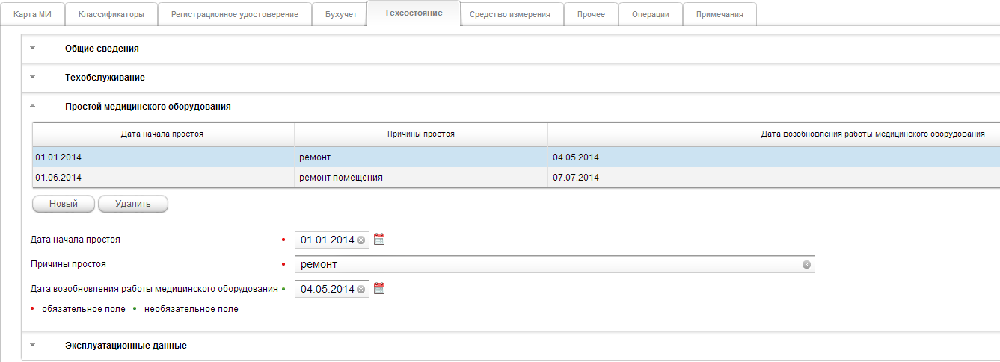 Карта МИ Классификаторы Регистрационное удостоверение Бухучет Техсостояние Средство измерения Прочее Операции Примечания
Общие сведения
Техобслуживание
Простой медицинского оборудования
Дата начала простоя Причины простоя Дата возобновления работы медицинского оборудования
01.01.2014 ремонт 04.05.2014
01.06.2014 ремонт помещения 07.07.2014
Новый Удалить
Дата начала простоя 01.01.2014
Причины простоя ремонт
Дата возобновления работы медицинского оборудования 04.05.2014
обязательное поле необязательное поле
Эксплуатационные данные